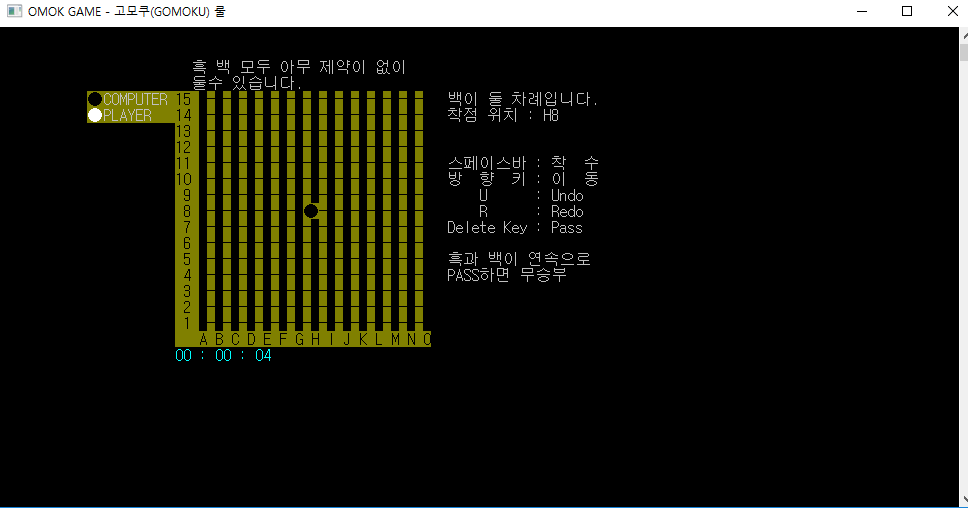 OMOK GAME - 고모쿠(GOMOKU) 룰
흑 백 모두 아무 제약이 없이
둘수 있습니다.
COMPUTER 15
PLAYER 14
13
12
11
10
9
8
7
6
5
4
3
2
1
A B C D E F G H I J K L M N O
00 : 00 : 04
백이 둘 차례입니다.
착점 위치 : H8
스페이스바 : 착 수
방 향 키 : 이 동
U : Undo
R : Redo
Delete Key : Pass
흑과 백이 연속으로
PASS하면 무승부